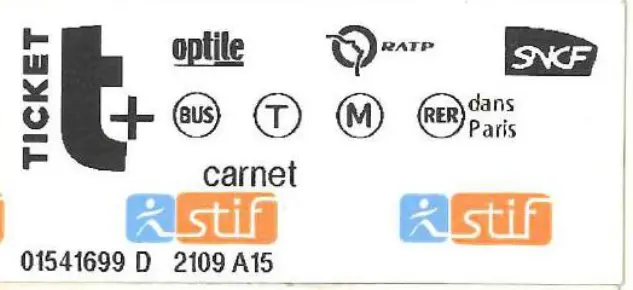 TICKET t+
optile RATP SNCF
BUS T M RER dans Paris
carnet
stif stif
01541699 D 2109 A15